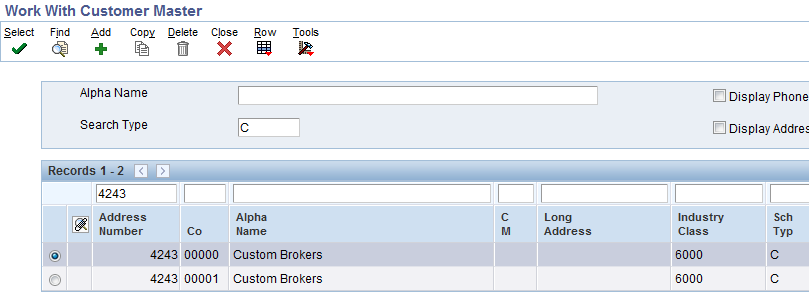 Work With Customer Master
Select Find Add Copy Delete Close Row Tools
Alpha Name Display Phone
Search Type C Display Addres
Records 1 - 2
4243
Address Number Co Alpha Name C M Long Address Industry Class Sch Typ
4243 00000 Custom Brokers 6000 C
4243 00001 Custom Brokers 6000 C